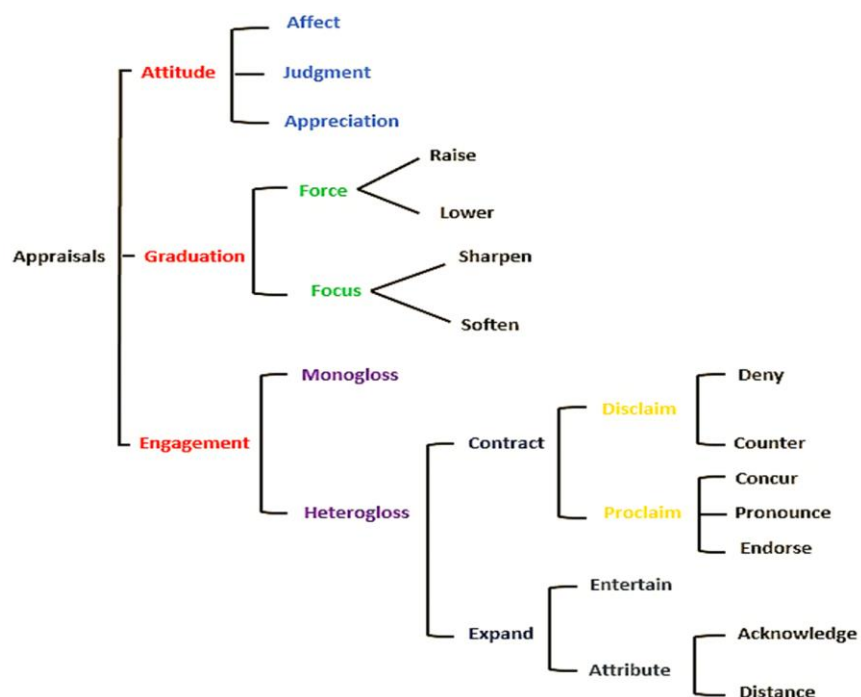 Affect
Attitude
Judgment
Appreciation
Raise
Force
Lower
Appraisals
Graduation
Sharpen
Focus
Soften
Monogloss
Deny
Disclaim
Engagement
Contract
Counter
Concur
Heterogloss
Proclaim
Pronounce
Endorse
Entertain
Expand
Acknowledge
Attribute
Distance